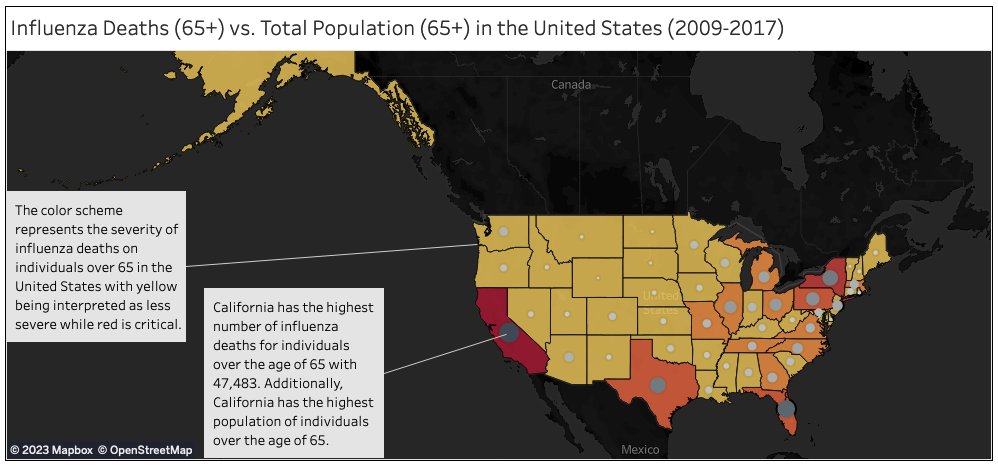 Influenza Deaths (65+) vs. Total Population (65+) in the United States (2009-2017)
Canada
The color scheme
represents the severity of
influenza deaths on
individuals over 65 in the
United States with yellow
being interpreted as less
severe while red is critical.
United
States
California has the highest
number of influenza
deaths for individuals
over the age of 65 with
47,483. Additionally,
California has the highest
population of individuals
over the age of 65.
© 2023 Mapbox © OpenStreetMap
Mexico